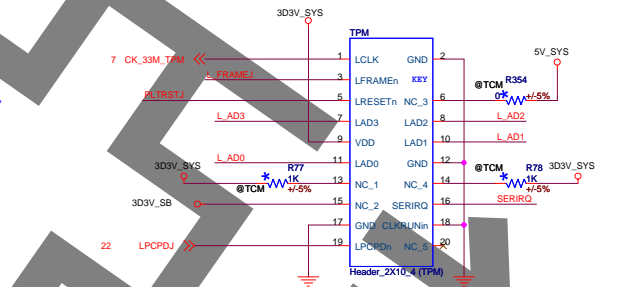 3D3V_SYS
TPM
7 CK_33M_TPM 1 LCLK GND 2
5V_SYS
L_FRAMEJ 3 LFRAMEn KEY
@TCM R354
PLTRSTJ 5 LRESETn NC_3 6 0 +/-5%
L_AD3 7 LAD3 LAD2 8 L_AD2
9 VDD LAD1 10 L_AD1
L_AD0 11 LAD0 GND 12
3D3V_SYS R77 @TCM R78 3D3V_SYS
1K 13 NC_1 NC_4 14 1K
@TCM +/-5% +/-5%
3D3V_SB 15 NC_2 SERIRQ 16 SERIRQ
17 GND CLKRUNin 18
22 LPCPDJ 19 LPCPDn NC_5 20
Header_2X10_4 (TPM)